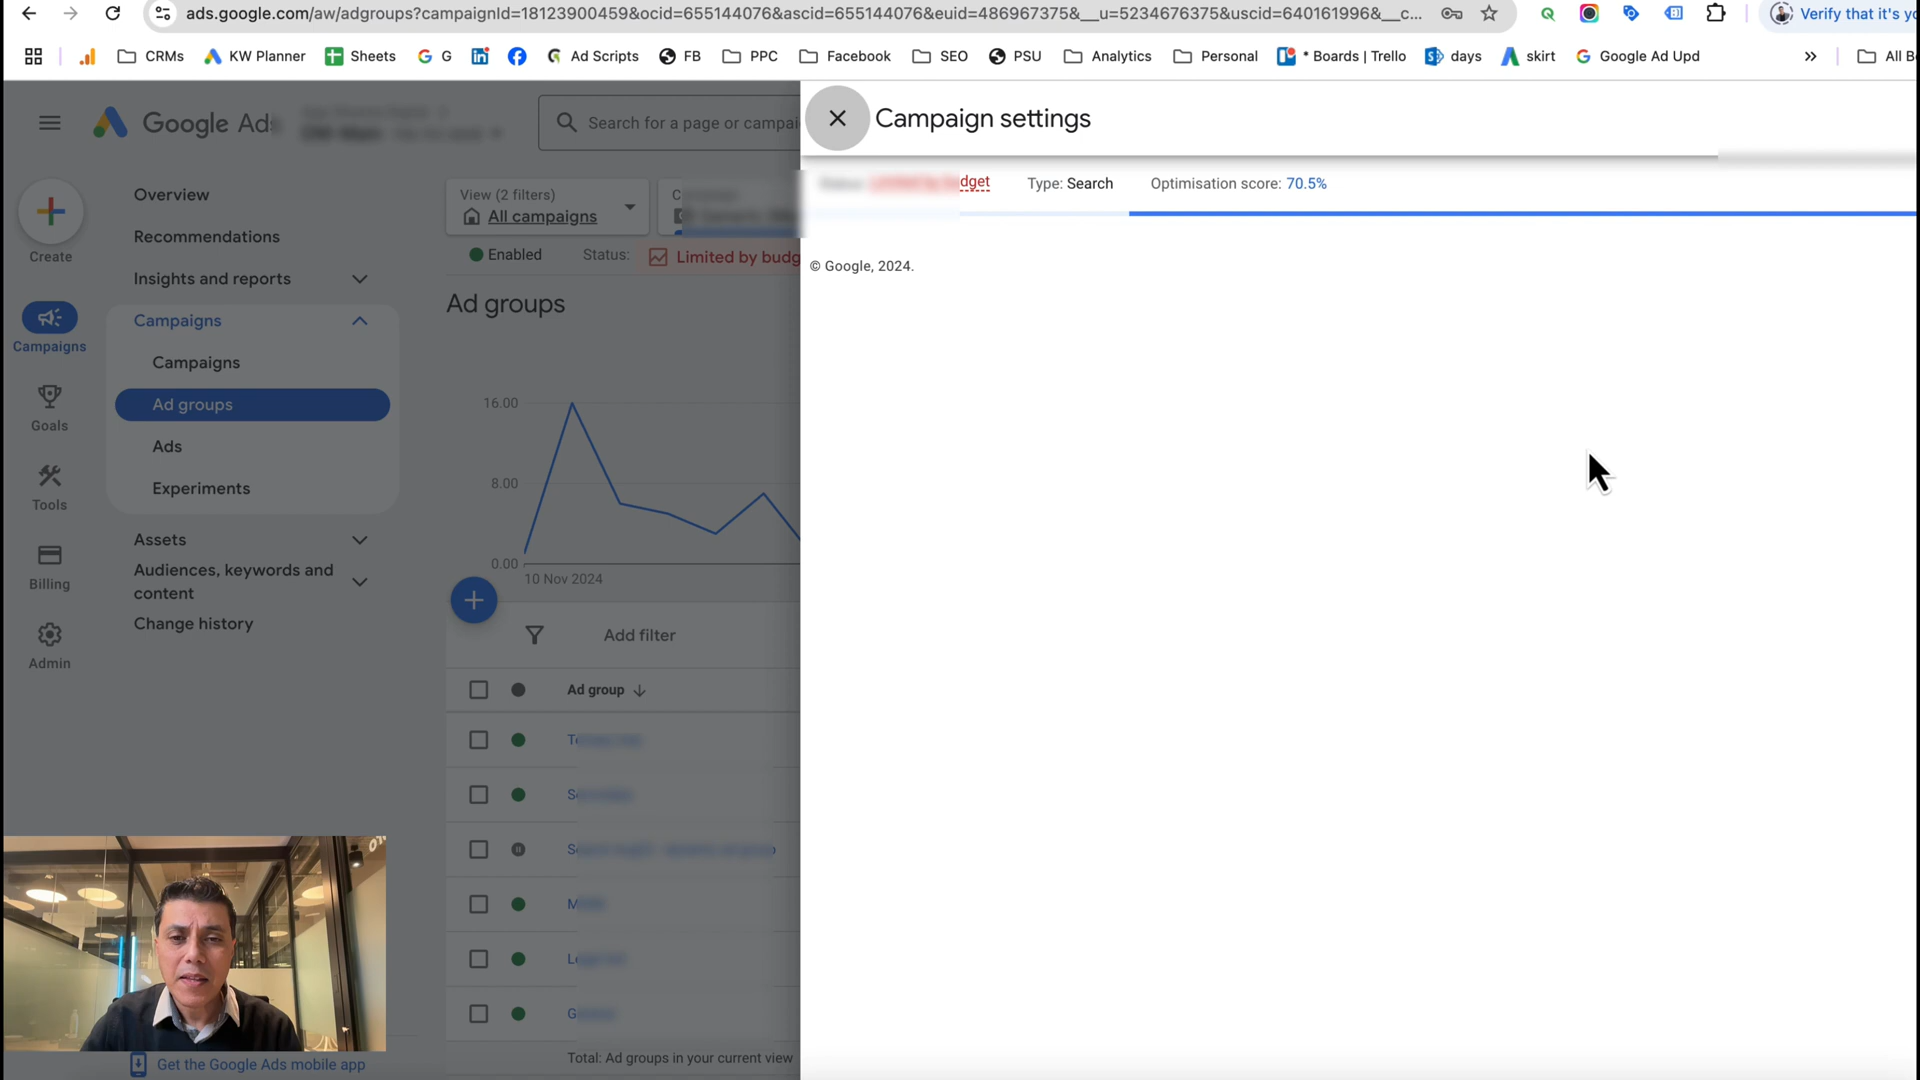 ads.google.com/aw/adgroups?campaignId=18123900459&ocid=655144076&ascid=655144076&euid=486967375&__u=5234676375&uscid=640161996&__c...
Verify that it's yo
CRMs
KW Planner
Sheets
G
Ad Scripts
FB
PPC
Facebook
SEO
PSU
Analytics
Personal
* Boards | Trello
days
skirt
Google Ad Upd
All B
Google Ads
Search for a page or campai
Campaign settings
dget
Type: Search
Optimisation score: 70.5%
© Google, 2024.
Create
Campaigns
Goals
Tools
Billing
Admin
Overview
Recommendations
Insights and reports
Campaigns
Campaigns
Ad groups
Ads
Experiments
Assets
Audiences, keywords and
content
Change history
Get the Google Ads mobile app
View (2 filters)
All campaigns
Enabled
Status:
Limited by budg
Ad groups
16.00
8.00
0.00
10 Nov 2024
Add filter
Ad group
Total: Ad groups in your current view